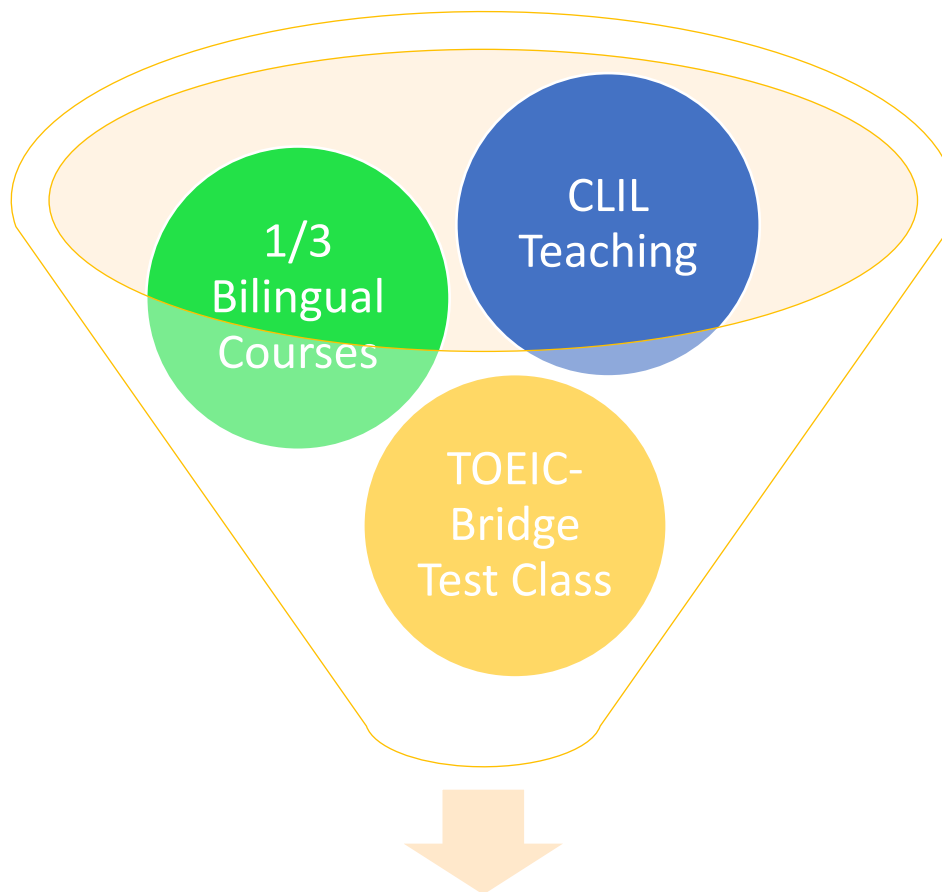 1/3
Bilingual
Courses
CLIL
Teaching
TOEIC-
Bridge
Test Class